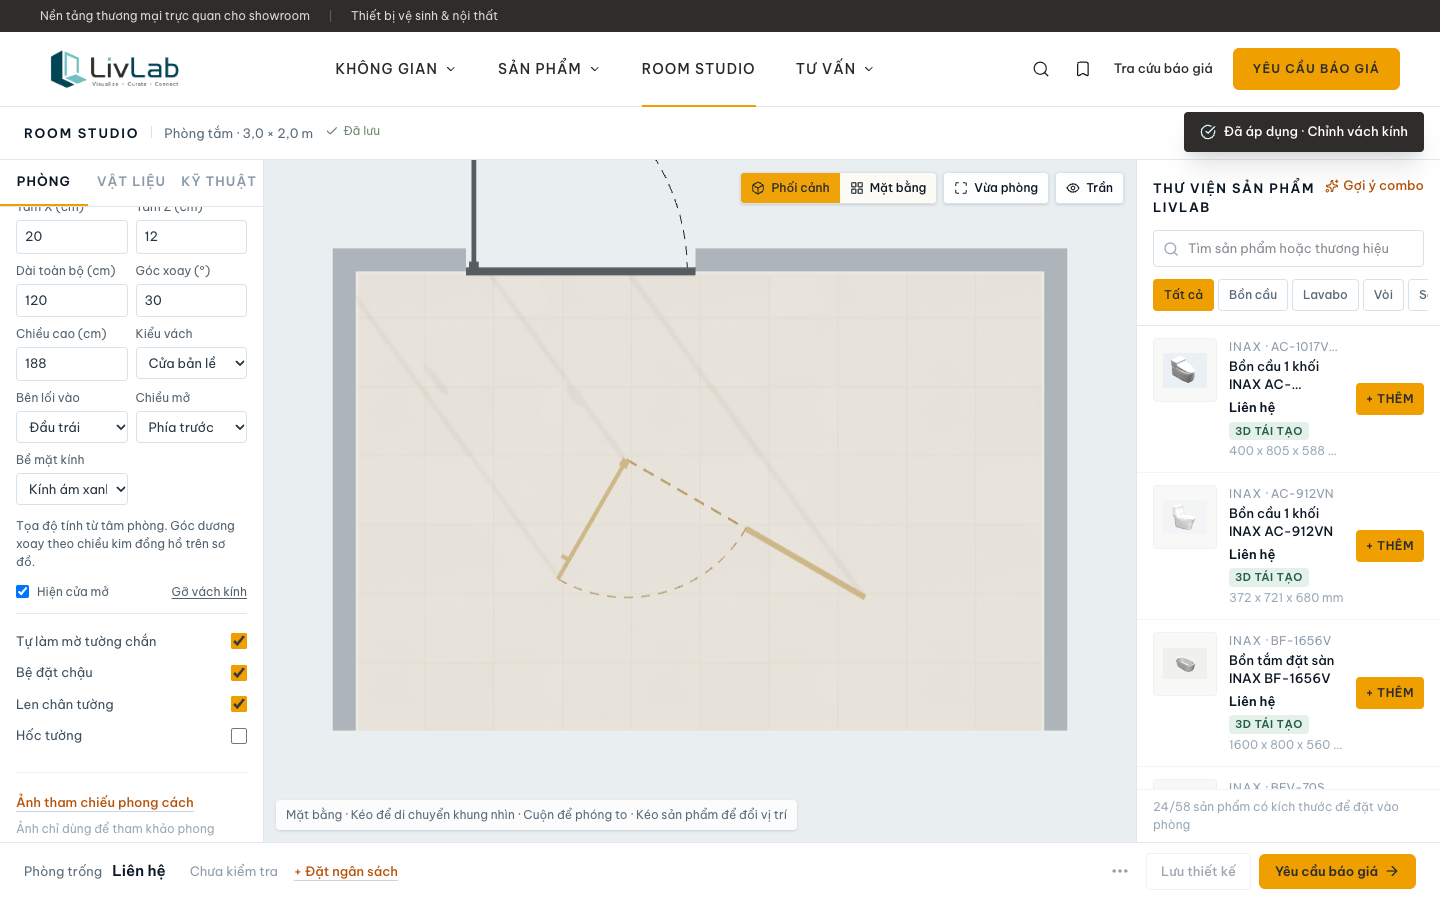 Nền tảng thương mại trực quan cho showroom
Thiết bị vệ sinh & nội thất
LivLab
Visualize • Curate • Connect
KHÔNG GIAN
SẢN PHẨM
ROOM STUDIO
TƯ VẤN
Tra cứu báo giá
YÊU CẦU BÁO GIÁ
ROOM STUDIO
Phòng tắm · 3,0 × 2,0 m
Đã lưu
Đã áp dụng · Chỉnh vách kính
PHÒNG
VẬT LIỆU
KỸ THUẬT
Tâm X (cm)
Tâm Z (cm)
20
12
Dài toàn bộ (cm)
Góc xoay (°)
120
30
Chiều cao (cm)
Kiểu vách
188
Cửa bản lề
Bên lối vào
Chiều mở
Đầu trái
Phía trước
Bề mặt kính
Kính ám xanh
Tọa độ tính từ tâm phòng. Góc dương
xoay theo chiều kim đồng hồ trên sơ
đồ.
Hiện cửa mở
Gỡ vách kính
Tự làm mờ tường chắn
Bệ đặt chậu
Len chân tường
Hốc tường
Ảnh tham chiếu phong cách
Ảnh chỉ dùng để tham khảo phong
Phối cảnh
Mặt bằng
Vừa phòng
Trần
Mặt bằng · Kéo để di chuyển khung nhìn · Cuộn để phóng to · Kéo sản phẩm để đổi vị trí
THƯ VIỆN SẢN PHẨM
LIVLAB
Gợi ý combo
Tìm sản phẩm hoặc thương hiệu
Tất cả
Bồn cầu
Lavabo
Vòi
INAX · AC-1017V...
Bồn cầu 1 khối
INAX AC-...
Liên hệ
3D TÁI TẠO
400 x 805 x 588 ...
+ THÊM
INAX · AC-912VN
Bồn cầu 1 khối
INAX AC-912VN
Liên hệ
3D TÁI TẠO
372 x 721 x 680 mm
+ THÊM
INAX · BF-1656V
Bồn tắm đặt sàn
INAX BF-1656V
Liên hệ
3D TÁI TẠO
1600 x 800 x 560 ...
+ THÊM
INAX · BFV-70S
24/58 sản phẩm có kích thước để đặt vào
phòng
Phòng trống
Liên hệ
Chưa kiểm tra
+ Đặt ngân sách
Lưu thiết kế
Yêu cầu báo giá